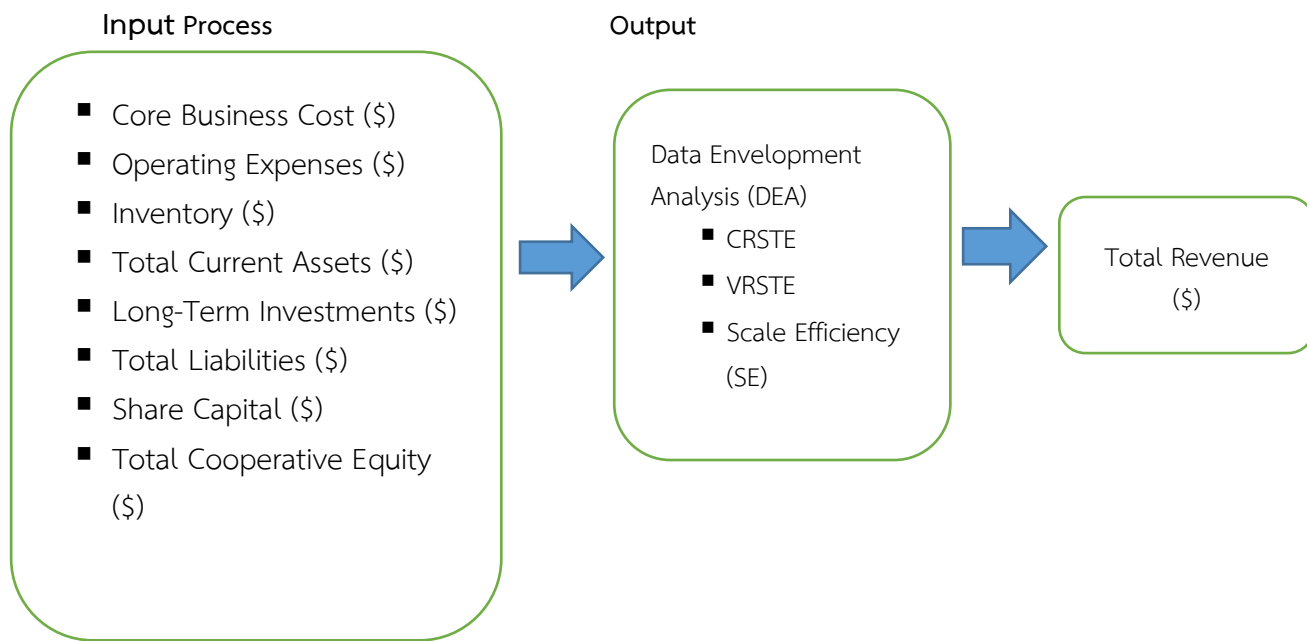 Input Process
Output
▪ Core Business Cost ($)
▪ Operating Expenses ($)
▪ Inventory ($)
▪ Total Current Assets ($)
▪ Long-Term Investments ($)
▪ Total Liabilities ($)
▪ Share Capital ($)
▪ Total Cooperative Equity
($)
Data Envelopment
Analysis (DEA)
▪ CRSTE
▪ VRSTE
▪ Scale Efficiency
(SE)
Total Revenue
($)